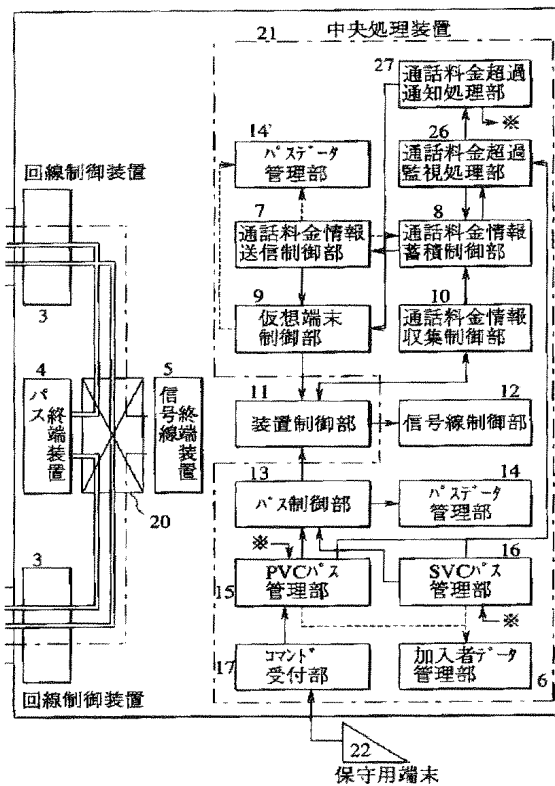 21
中央処理装置
27
通話料金超過
通知処理部
※
14'
パスデータ
管理部
26
通話料金超過
監視処理部
回線制御装置
3
7
通話料金情報
送信制御部
8
通話料金情報
蓄積制御部
9
仮想端末
制御部
10
通話料金情報
収集制御部
4
パス
終端装置
5
信号線
終端装置
20
11
装置制御部
12
信号線制御部
13
パス制御部
14
パスデータ
管理部
※
15
PVCパス
管理部
16
SVCパス
管理部
※
3
回線制御装置
17
コマンド
受付部
加入者データ
管理部
6
22
保守用端末